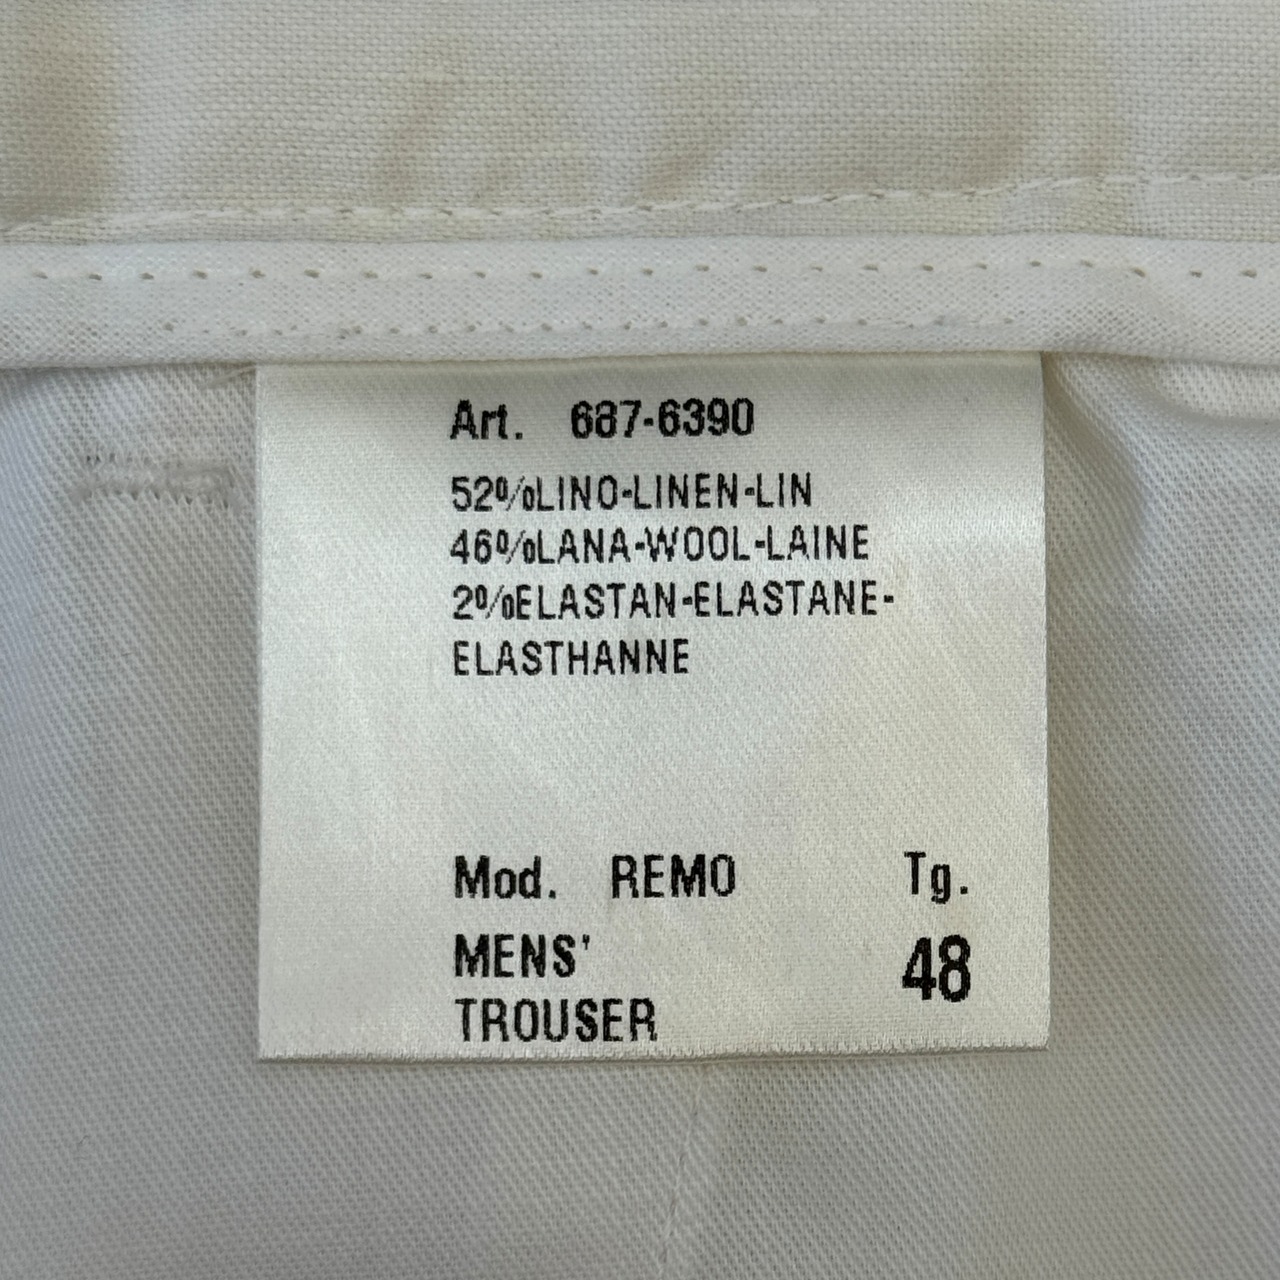 Art. 687-6390
52%LINO-LINEN-LIN
46%LANA-WOOL-LAINE
2%ELASTAN-ELASTANE-
ELASTHANNE
Mod. REMO Tg.
MENS' 48
TROUSER